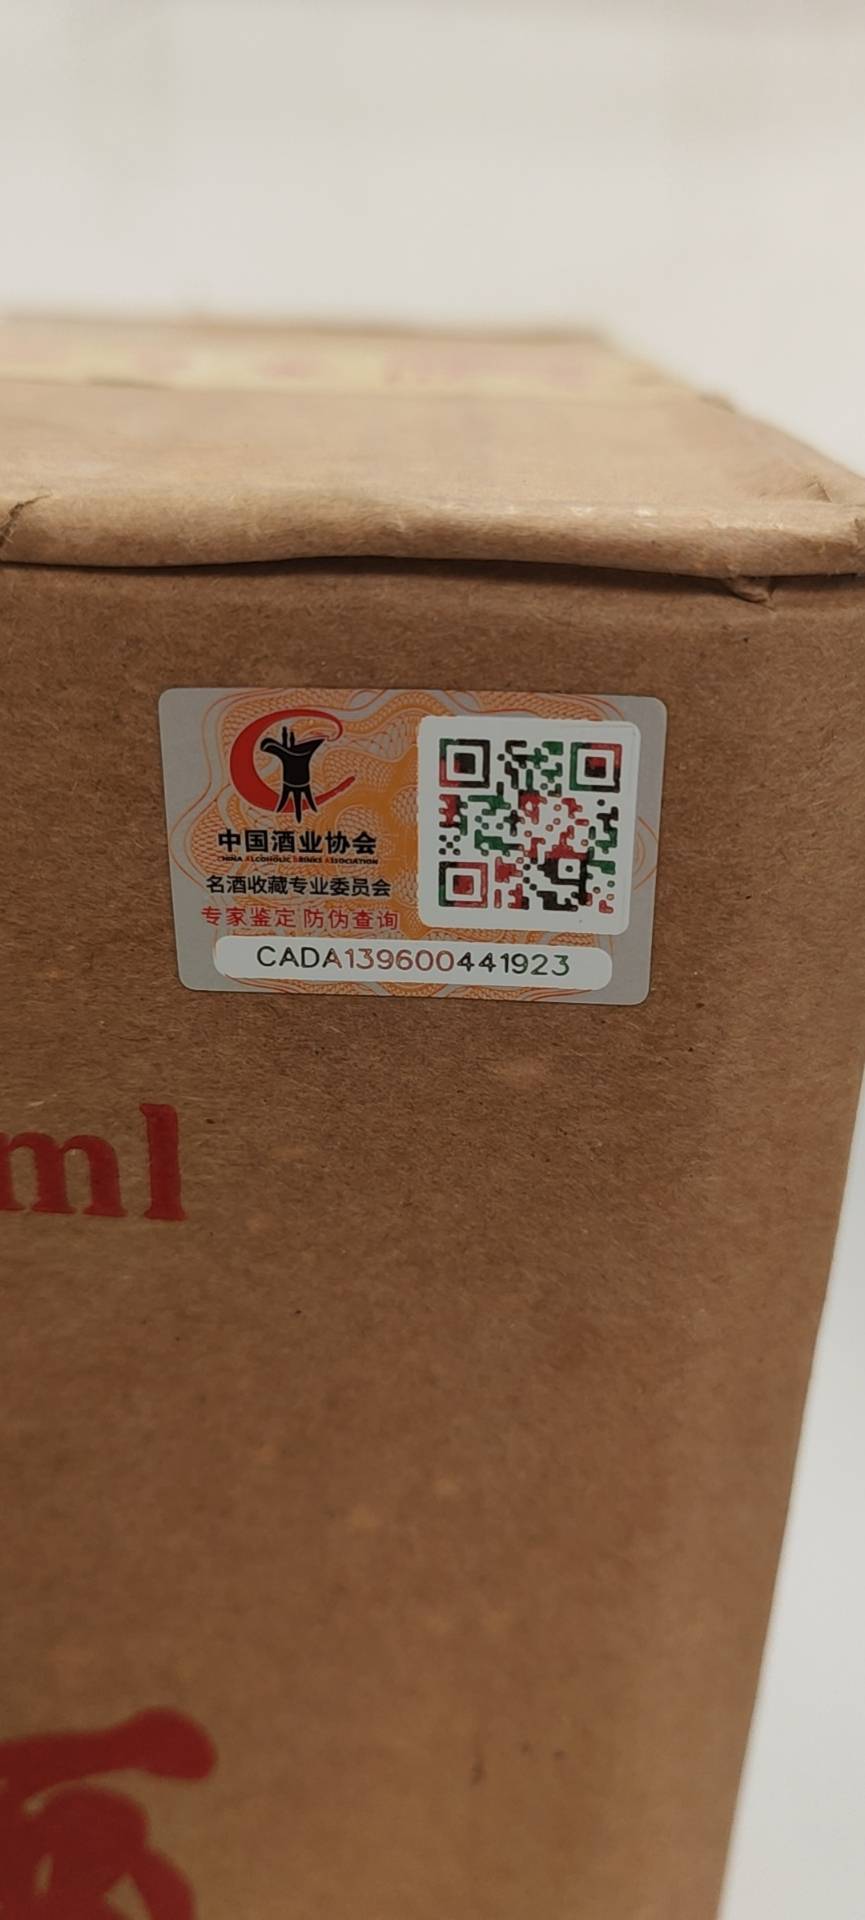 中国酒业协会
CHINA ALCOHOLIC DRINKS ASSOCIATION
名酒收藏专业委员会
专家鉴定 防伪查询
CADA139600441923
ml